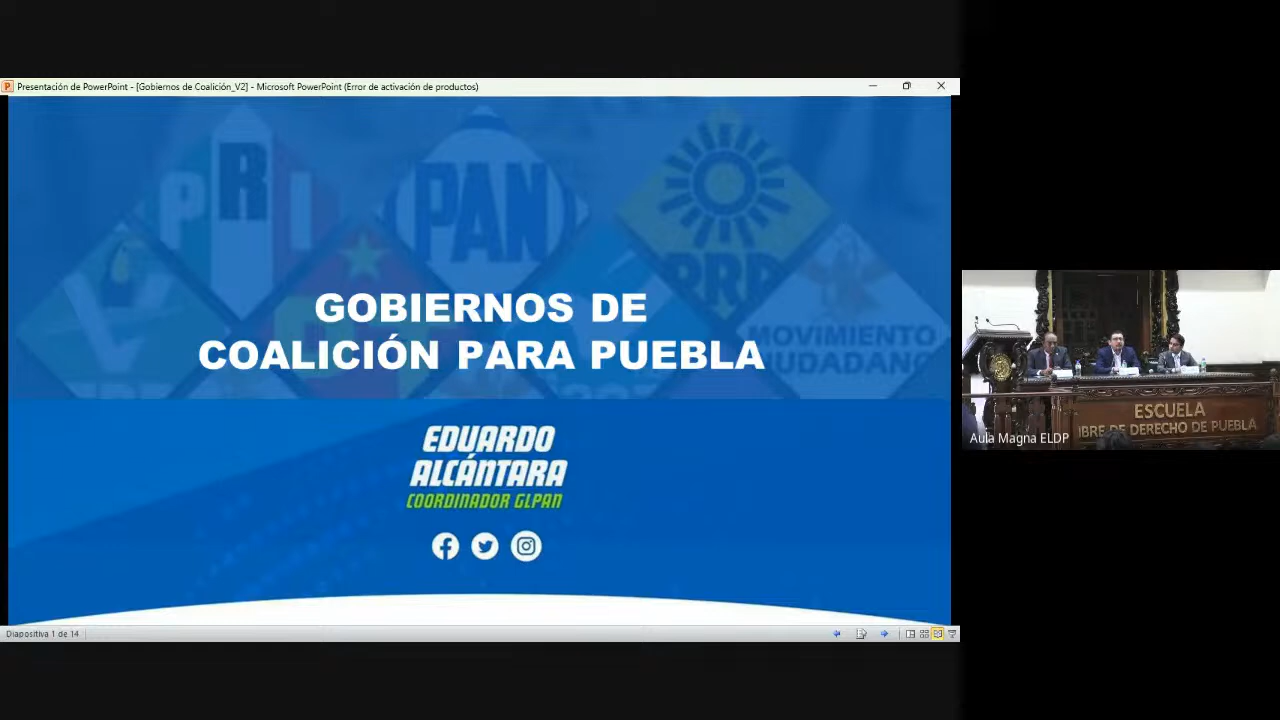 Presentación de PowerPoint - [Gobiernos de Coalición_V2] - Microsoft PowerPoint (Error de activación de productos)
PRI
PAN
PRD
MOVIMIENTO
CIUDADANO
GOBIERNOS DE
COALICIÓN PARA PUEBLA
EDUARDO
ALCÁNTARA
COORDINADOR GLPAN
Diapositiva 1 de 14
ESCUELA
IBRE DE DERECHO DE PUEBLA
Aula Magna ELDP